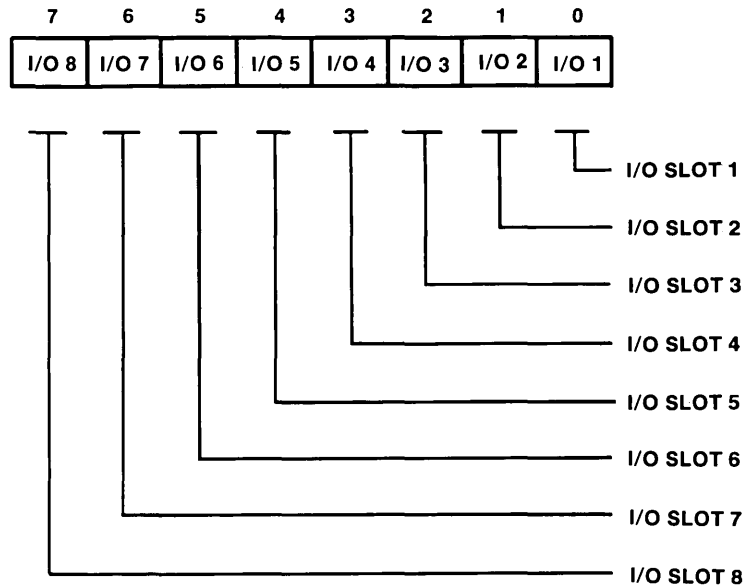 7 6 5 4 3 2 1 0
I/O 8 I/O 7 I/O 6 I/O 5 I/O 4 I/O 3 I/O 2 I/O 1
I/O SLOT 1
I/O SLOT 2
I/O SLOT 3
I/O SLOT 4
I/O SLOT 5
I/O SLOT 6
I/O SLOT 7
I/O SLOT 8